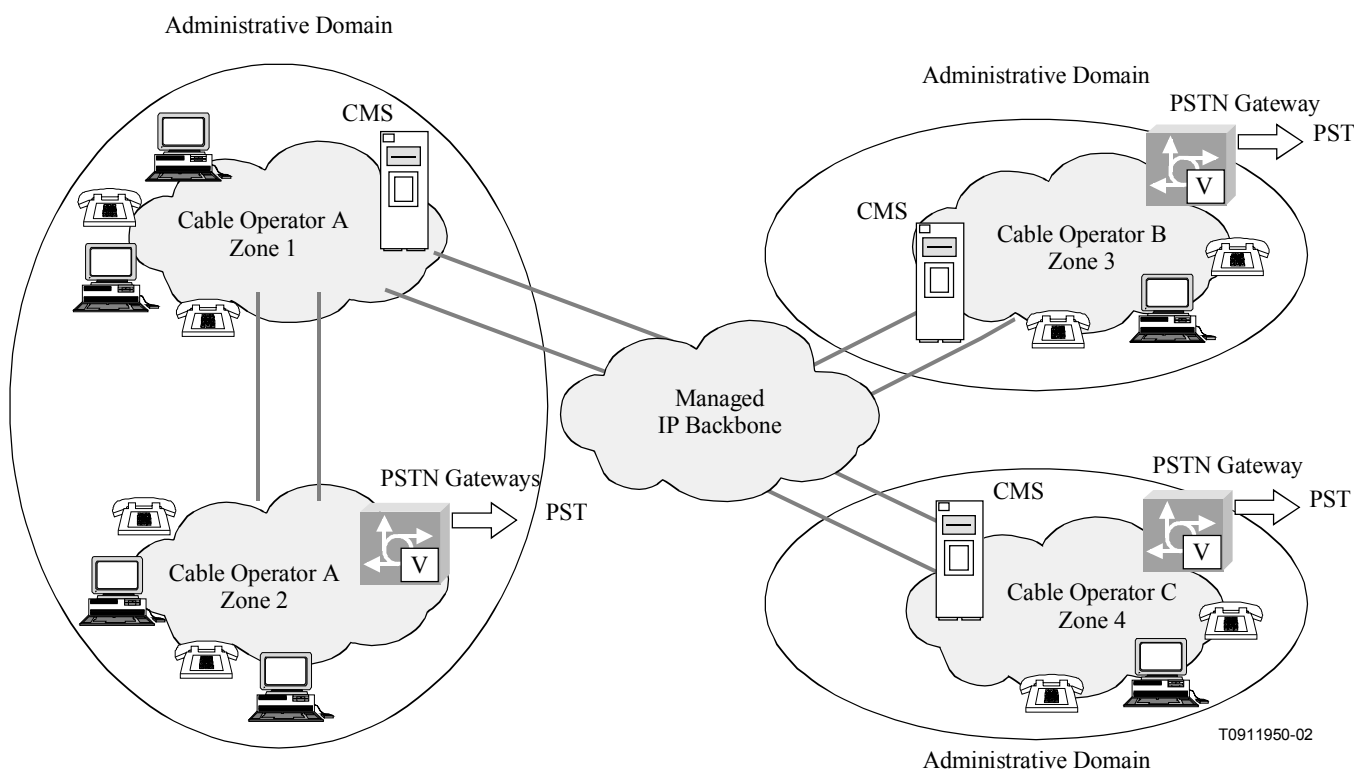 Administrative Domain
CMS
Cable Operator A
Zone 1
PSTN Gateways
PST
V
Cable Operator A
Zone 2
Managed
IP Backbone
Administrative Domain
PSTN Gateway
PST
V
CMS
Cable Operator B
Zone 3
PSTN Gateway
CMS
PST
V
Cable Operator C
Zone 4
T0911950-02
Administrative Domain